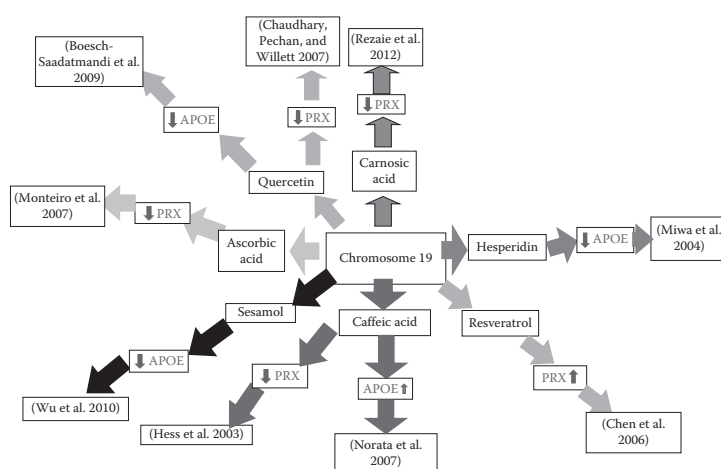 (Chaudhary,
Pechan, and
Willett 2007)
(Rezaie et al.
2012)
(Boesch-
Saadatmandi et al.
2009)
↓ APOE
↓ PRX
↓ PRX
Quercetin
Carnosic
acid
(Monteiro et al.
2007)
↓ PRX
Ascorbic
acid
Chromosome 19
Hesperidin
↓ APOE
(Miwa et al.
2004)
Sesamol
Caffeic acid
Resveratrol
↓ APOE
↓ PRX
APOE ↑
PRX ↑
(Wu et al. 2010)
(Hess et al. 2003)
(Norata et al.
2007)
(Chen et al.
2006)